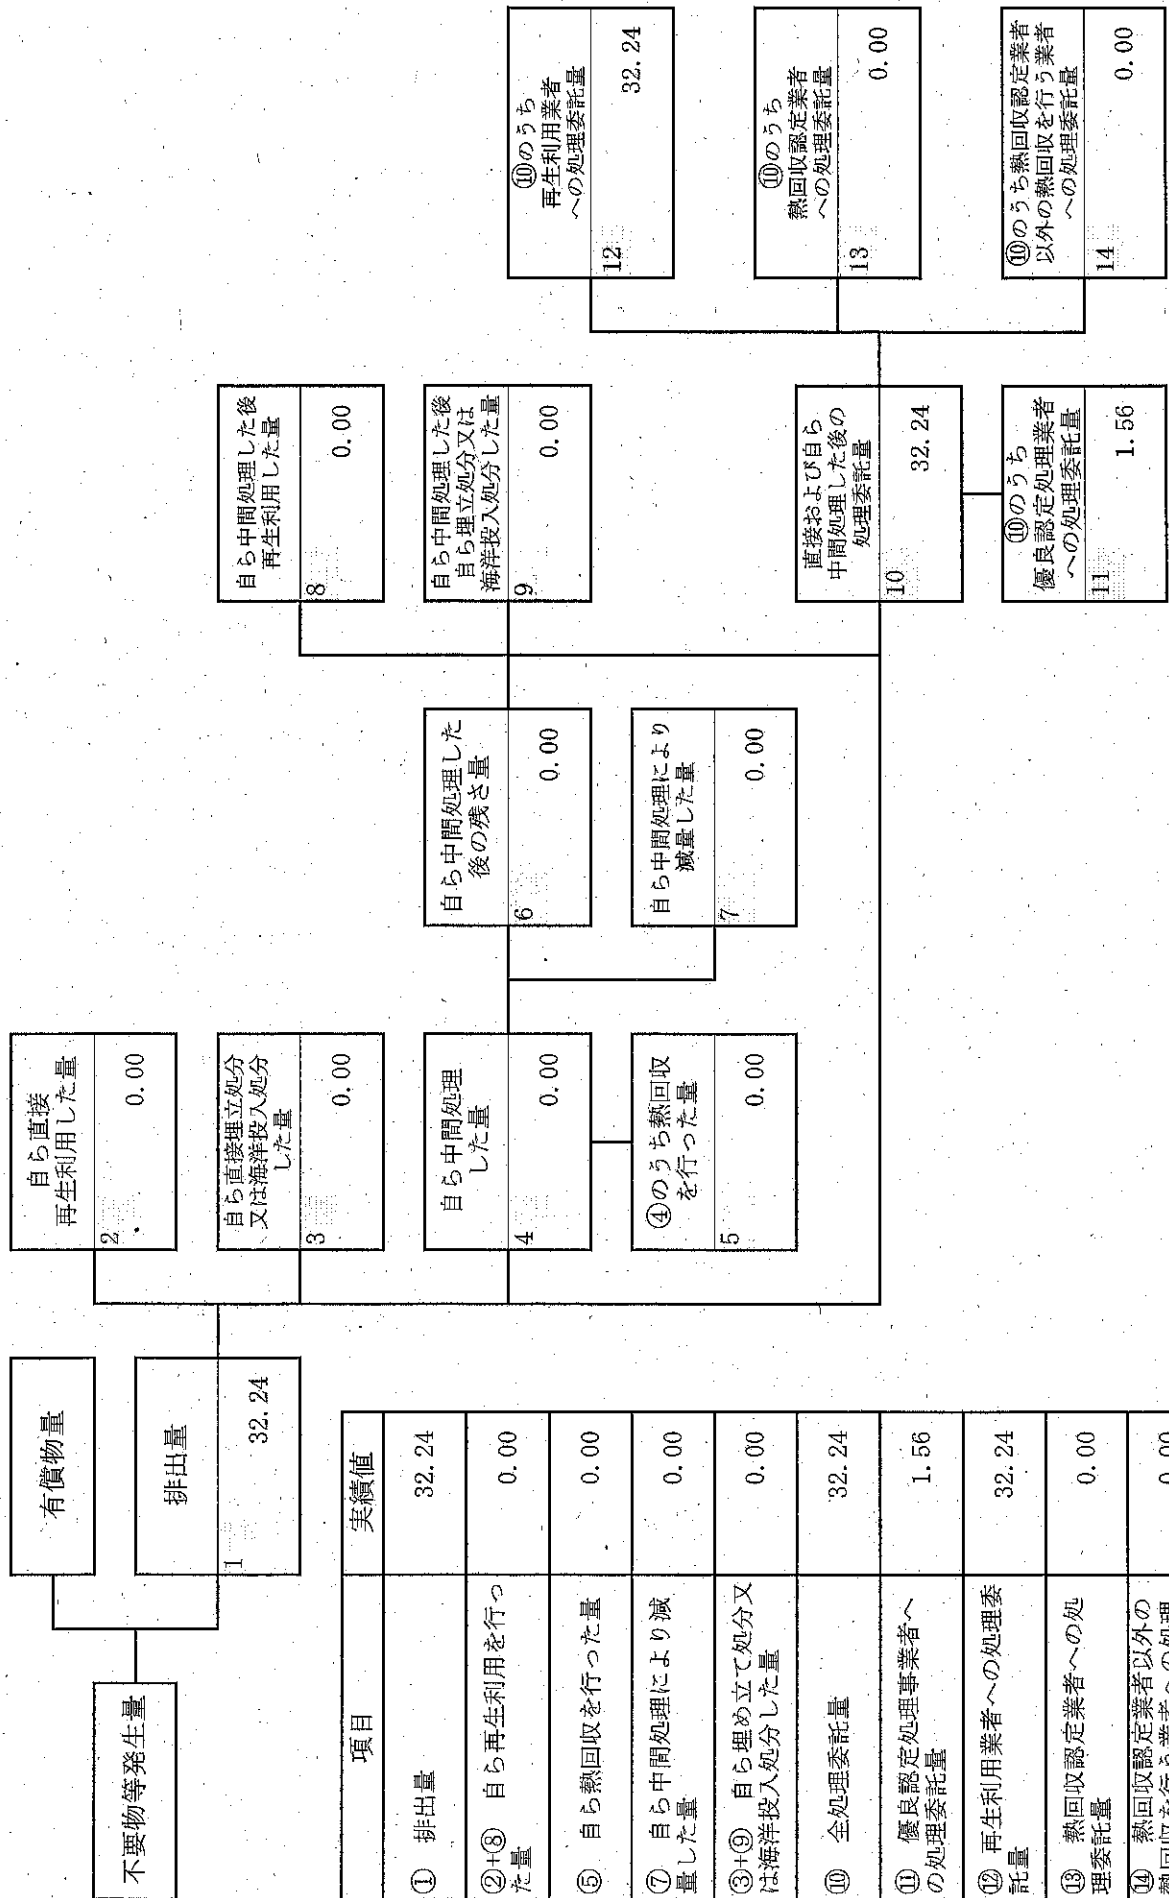 不要物等発生量
有償物量
排出量
1
32.24
自ら直接
再生利用した量
2
0.00
自ら直接埋立処分
又は海洋投入処分
した量
3
0.00
自ら中間処理
した量
4
0.00
④のうち熱回収
を行った量
5
0.00
自ら中間処理した
後の残さ量
6
0.00
自ら中間処理により
減量した量
7
0.00
自ら中間処理した後
再生利用した量
8
0.00
自ら中間処理した後
自ら埋立処分又は
海洋投入処分した量
9
0.00
直接および自ら
中間処理した後の
処理委託量
10
32.24
⑩のうち
優良認定処理業者
への処理委託量
11
1.56
⑩のうち
再生利用業者
への処理委託量
12
32.24
⑩のうち
熱回収認定業者
への処理委託量
13
0.00
⑩のうち熱回収認定業者
以外の熱回収を行う業者
への処理委託量
14
0.00
項目 実績値
① 排出量 32.24
②+⑧ 自ら再生利用を行っ
た量 0.00
⑤ 自ら熱回収を行った量 0.00
⑦ 自ら中間処理により減
量した量 0.00
③+⑨ 自ら埋め立て処分又
は海洋投入処分した量 0.00
⑩ 全処理委託量 32.24
⑪ 優良認定処理事業者へ
の処理委託量 1.56
⑫ 再生利用業者への処理委
託量 32.24
⑬ 熱回収認定業者への処
理委託量 0.00
⑭ 熱回収認定業者以外の
熱回収を行う業者への処理
0.00